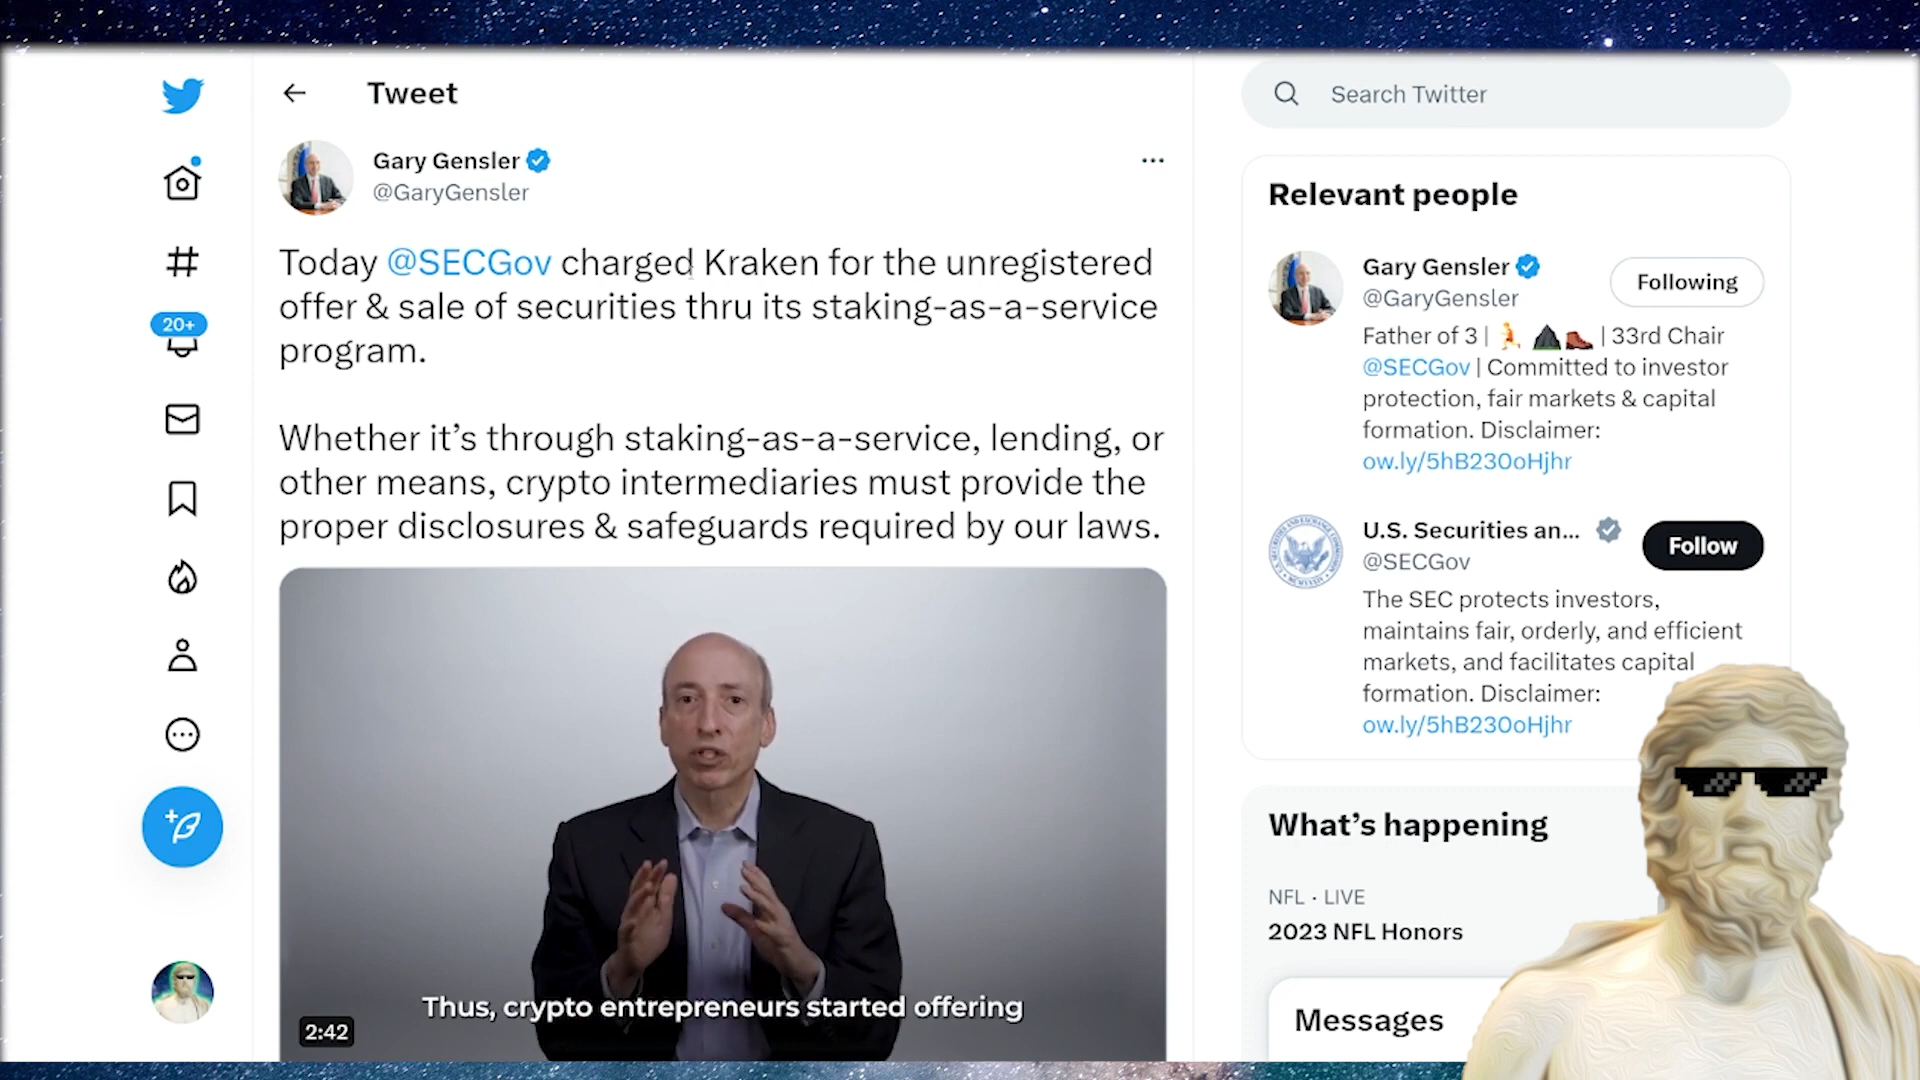 Tweet
Gary Gensler
@GaryGensler
Today @SECGov charged Kraken for the unregistered
offer & sale of securities thru its staking-as-a-service
program.
Whether it’s through staking-as-a-service, lending, or
other means, crypto intermediaries must provide the
proper disclosures & safeguards required by our laws.
Thus, crypto entrepreneurs started offering
2:42
20+
Search Twitter
Relevant people
Gary Gensler
@GaryGensler
Following
Father of 3 | | 33rd Chair
@SECGov | Committed to investor
protection, fair markets & capital
formation. Disclaimer:
ow.ly/5hB230oHjhr
U.S. Securities an...
@SECGov
Follow
The SEC protects investors,
maintains fair, orderly, and efficient
markets, and facilitates capital
formation. Disclaimer:
ow.ly/5hB230oHjhr
What’s happening
NFL · LIVE
2023 NFL Honors
Messages